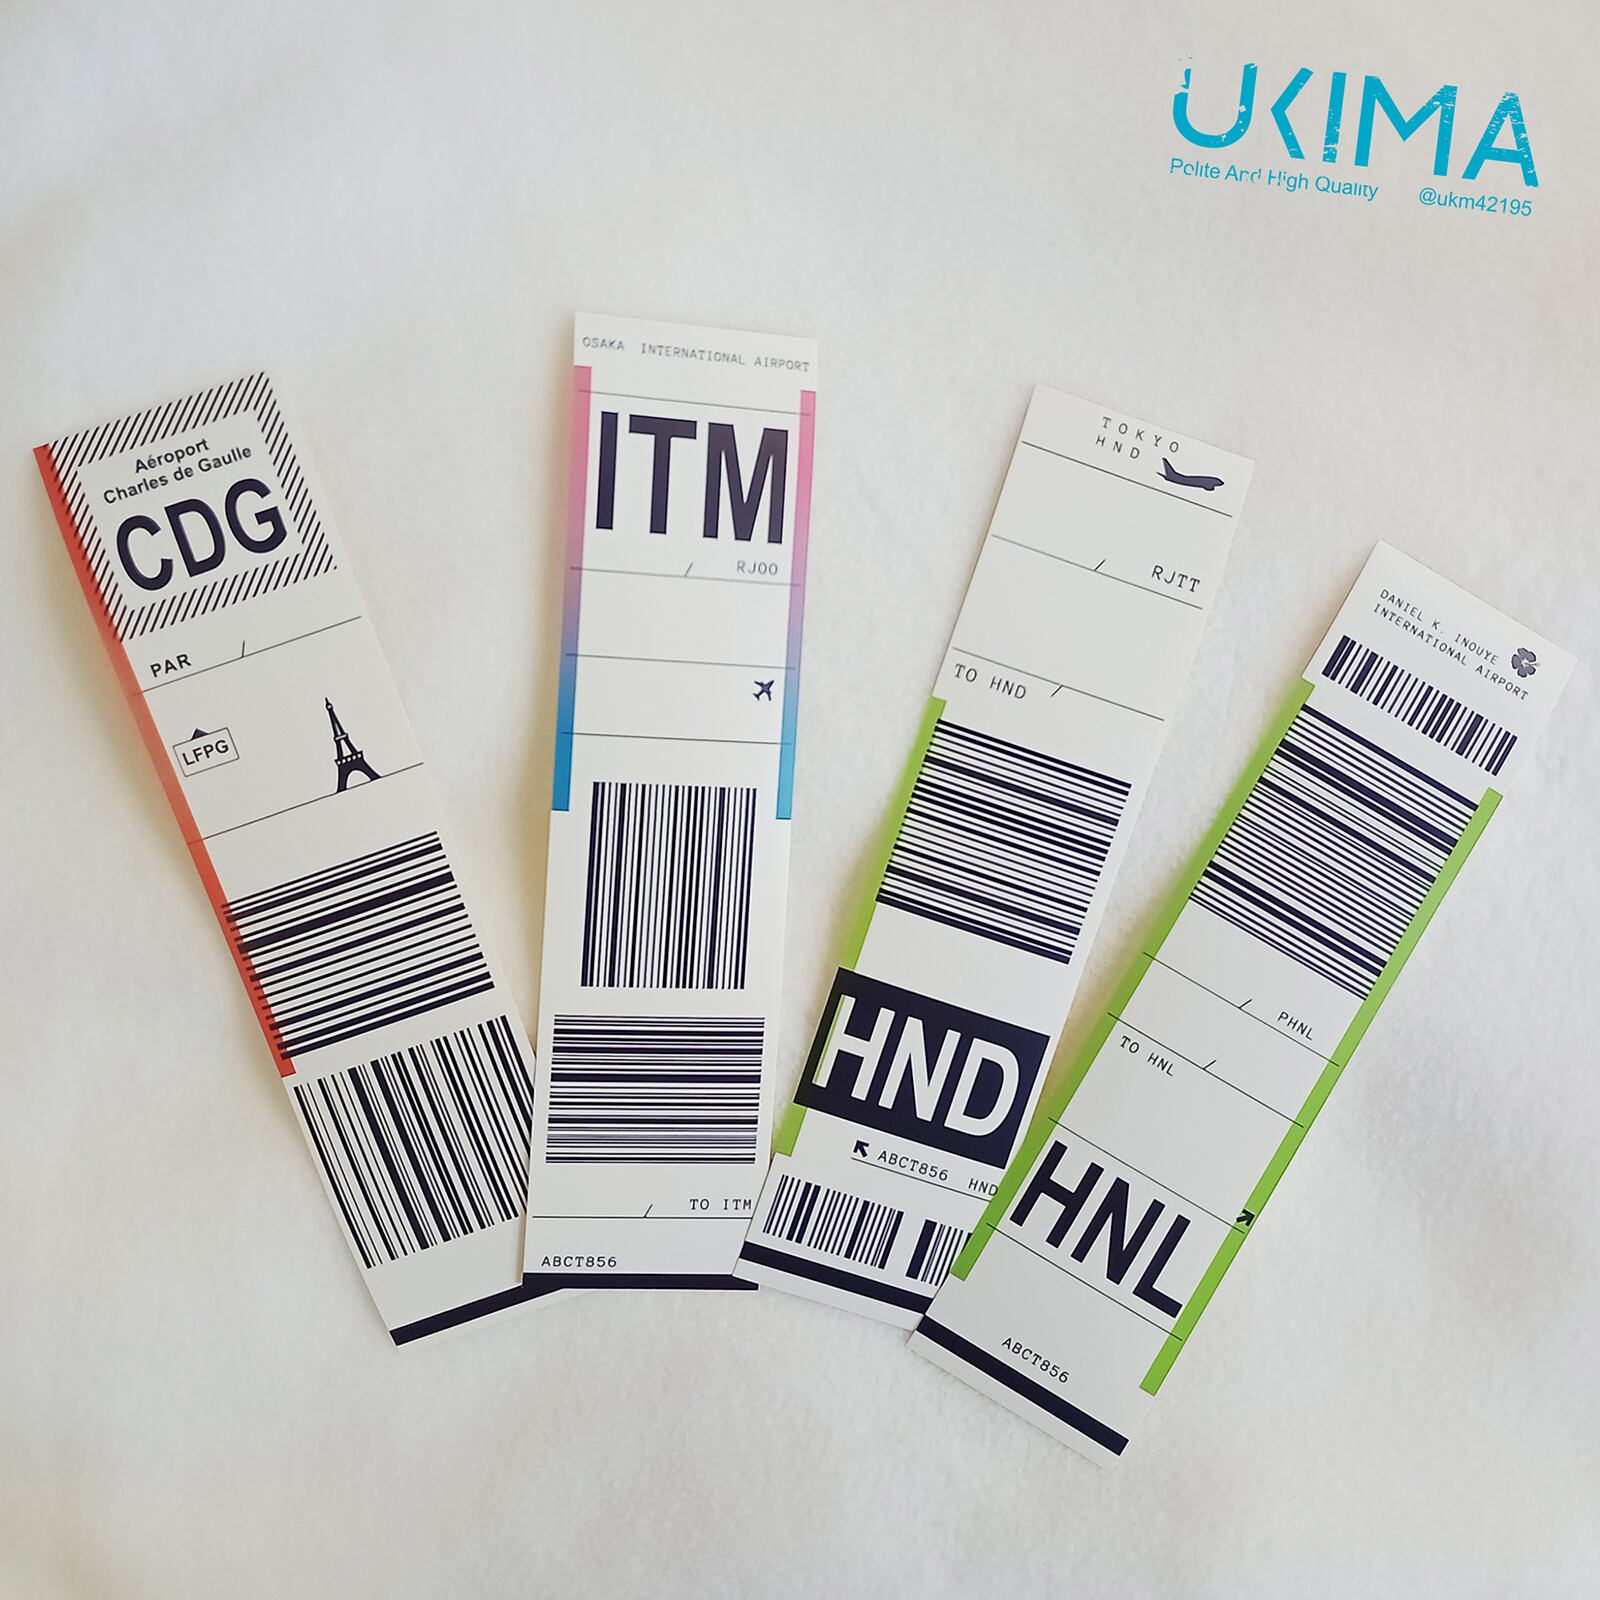 UKIMA
Polite And High Quality @ukm42195
Aéroport
Charles de Gaulle
CDG
PAR /
LFPG
OSAKA INTERNATIONAL AIRPORT
ITM
/ RJOO
/ TO ITM
ABCT856
TOKYO
HND
/ RJTT
TO HND /
HND
ABCT856 HND
DANIEL K. INOUYE
INTERNATIONAL AIRPORT
/ PHNL
TO HNL /
HNL
ABCT856